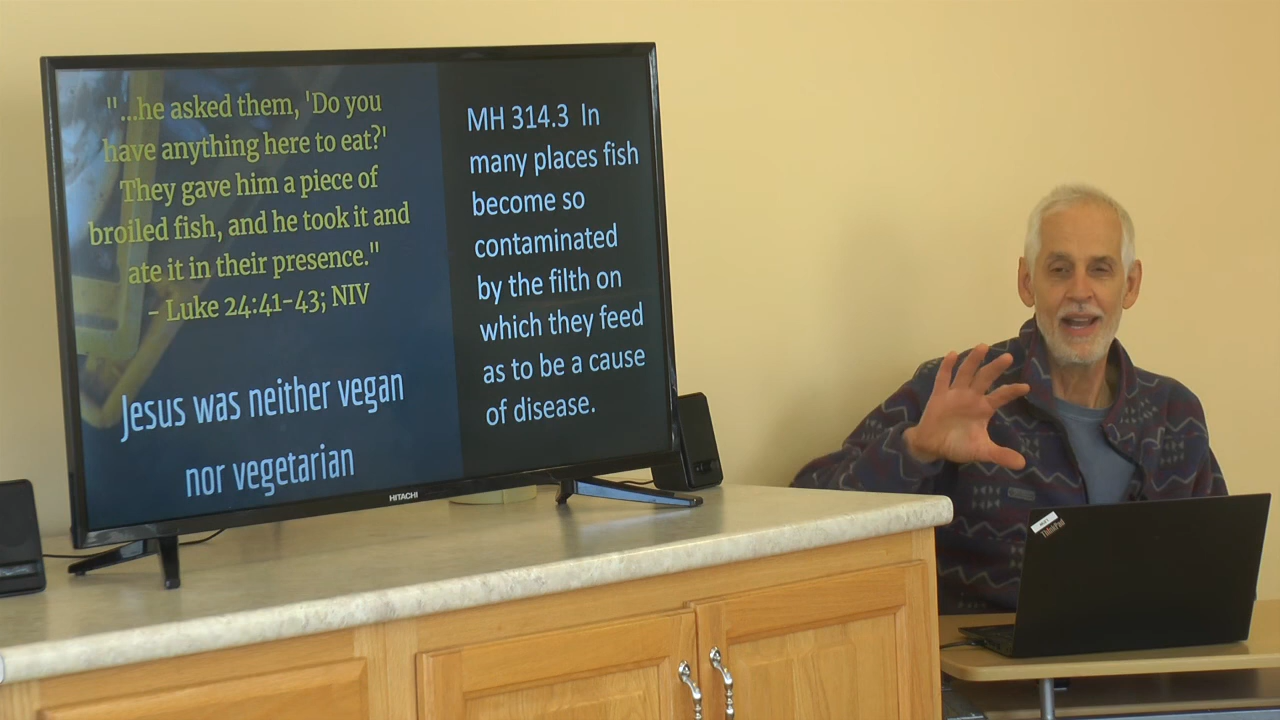 "...he asked them, 'Do you
have anything here to eat?'
They gave him a piece of
broiled fish, and he took it and
ate it in their presence."
- Luke 24:41-43; NIV
Jesus was neither vegan
nor vegetarian
MH 314.3 In
many places fish
become so
contaminated
by the filth on
which they feed
as to be a cause
of disease.
HITACHI
ThinkPad